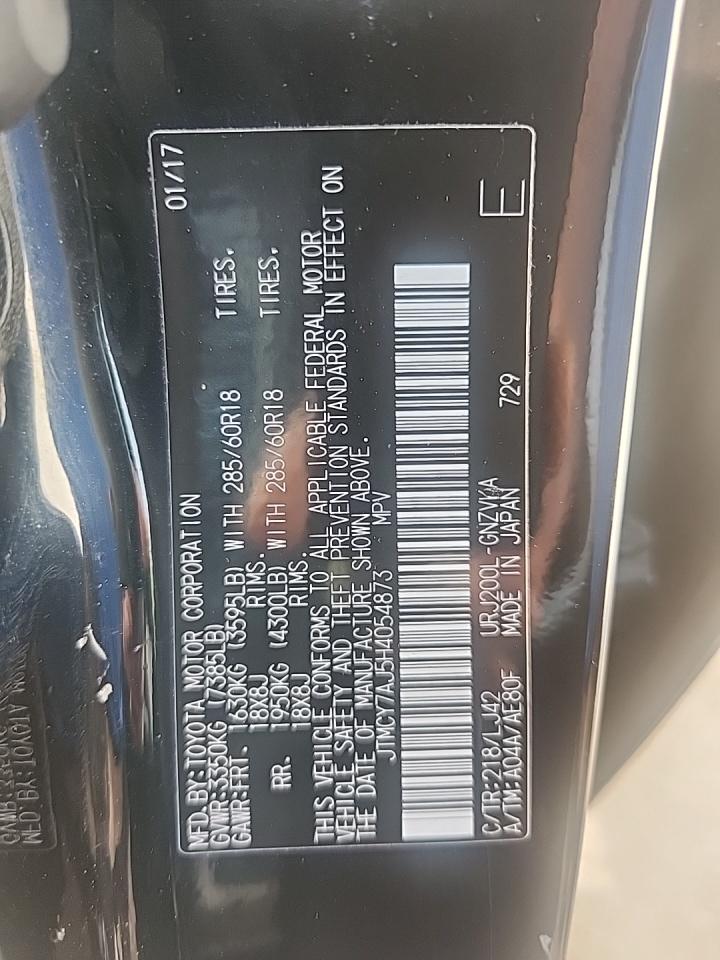 MFD.BY:TOYOTA MOTOR CORPORATION 01/17
GVWR:3350KG (7385LB)
GAWR:FRT. 1630KG (3595LB) WITH 285/60R18 TIRES.
18X8J RIMS.
RR. 1950KG (4300LB) WITH 285/60R18 TIRES.
18X8J RIMS.
THIS VEHICLE CONFORMS TO ALL APPLICABLE FEDERAL MOTOR
VEHICLE SAFETY AND THEFT PREVENTION STANDARDS IN EFFECT ON
THE DATE OF MANUFACTURE SHOWN ABOVE.
JTMCY7AJ5H4054873 MPV
C/TR:218/LJ42 URJ200L-GNZVKA E
A/TM:A04A/AE80F MADE IN JAPAN 729